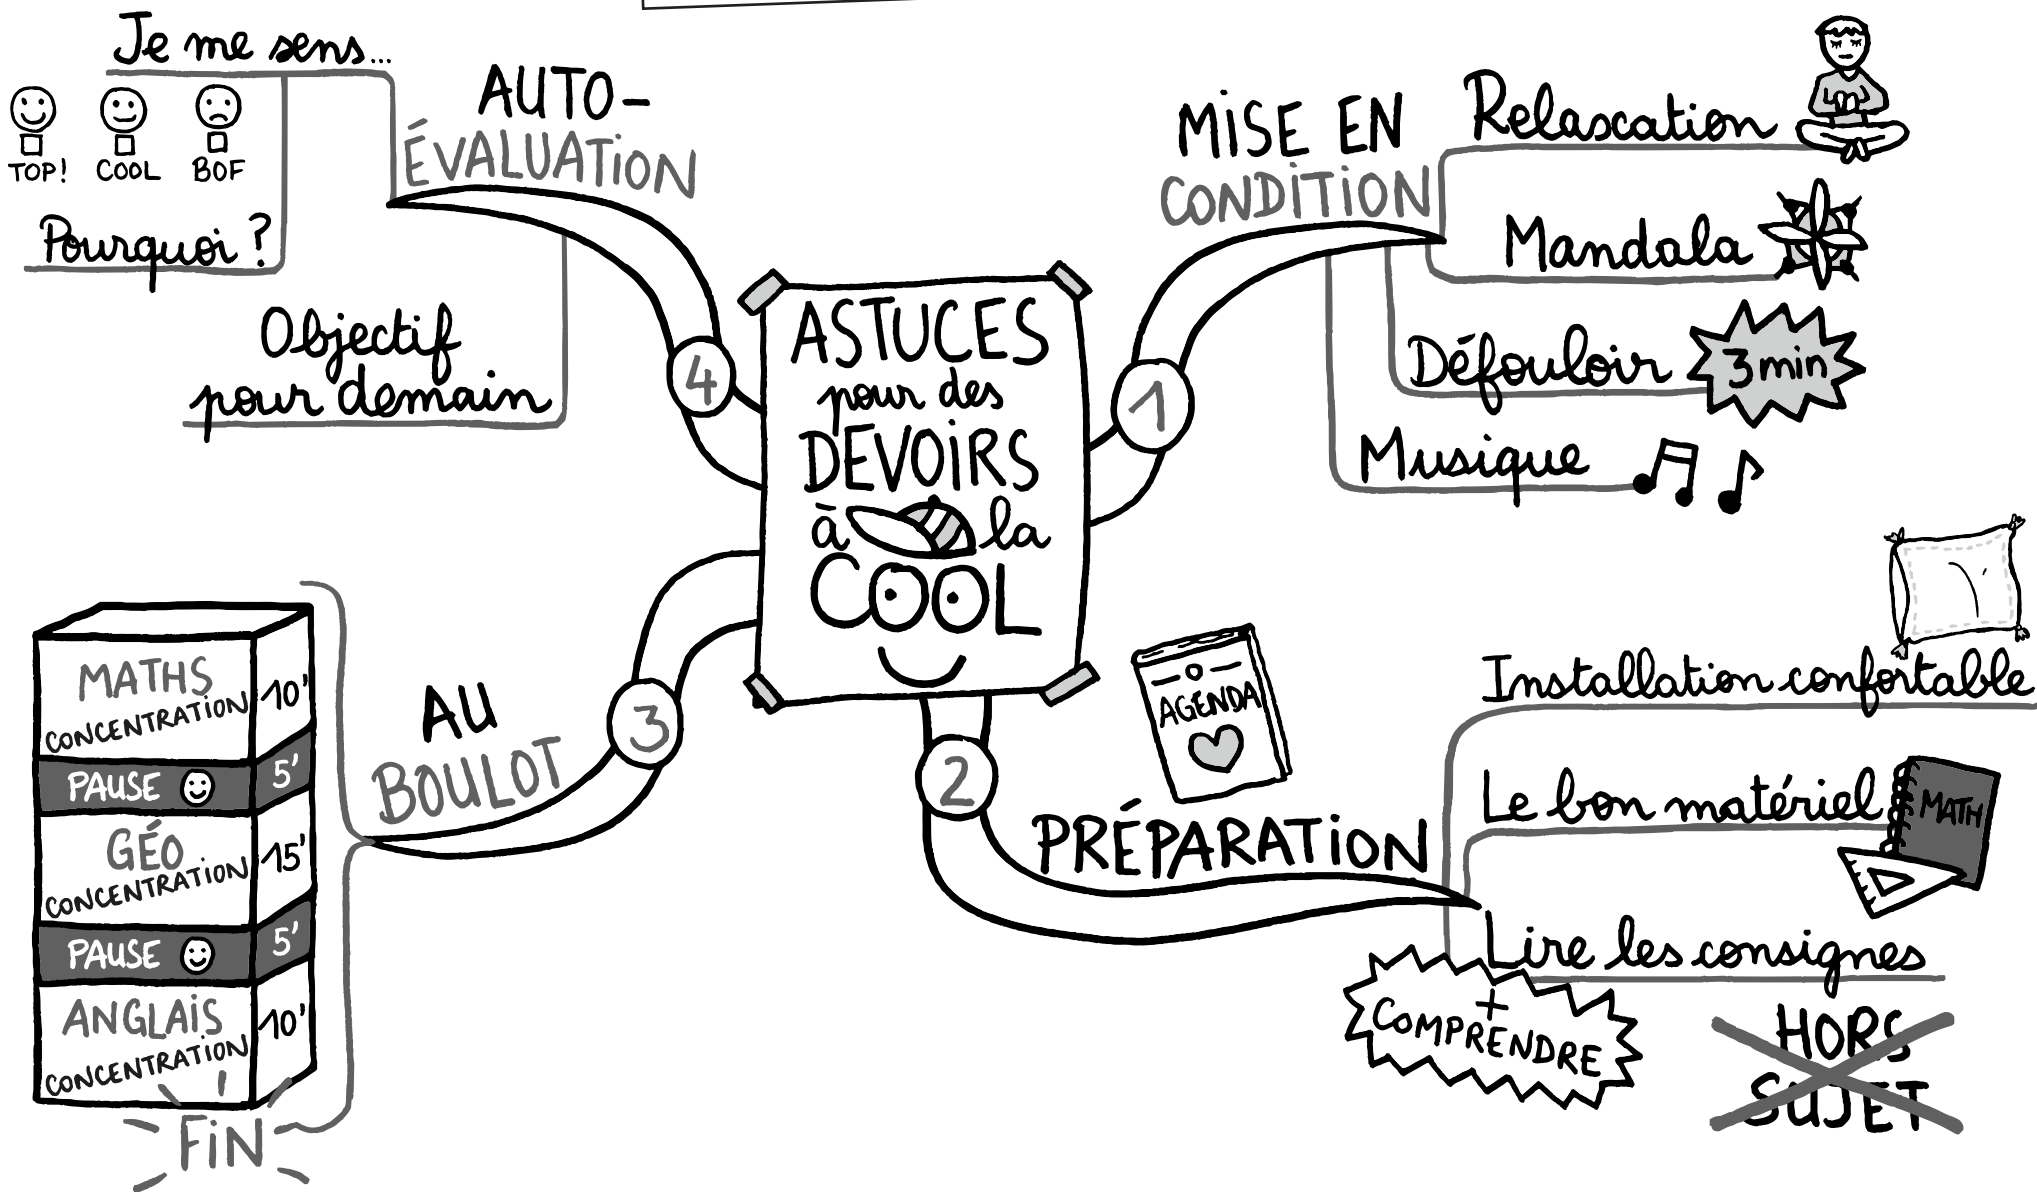 ASTUCES
pour des
DEVOIRS
à la
COOL
1
MISE EN
CONDITION
Relaxation
Mandala
Défouloir 3 min
Musique
2
PRÉPARATION
AGENDA
Installation confortable
Le bon matériel
MATH
Lire les consignes
+
COMPRENDRE
HORS
SUJET
3
AU
BOULOT
MATHS
CONCENTRATION 10'
PAUSE 5'
GÉO
CONCENTRATION 15'
PAUSE 5'
ANGLAIS
CONCENTRATION 10'
FIN
4
AUTO-
ÉVALUATION
Je me sens...
TOP! COOL BOF
Pourquoi ?
Objectif
pour demain